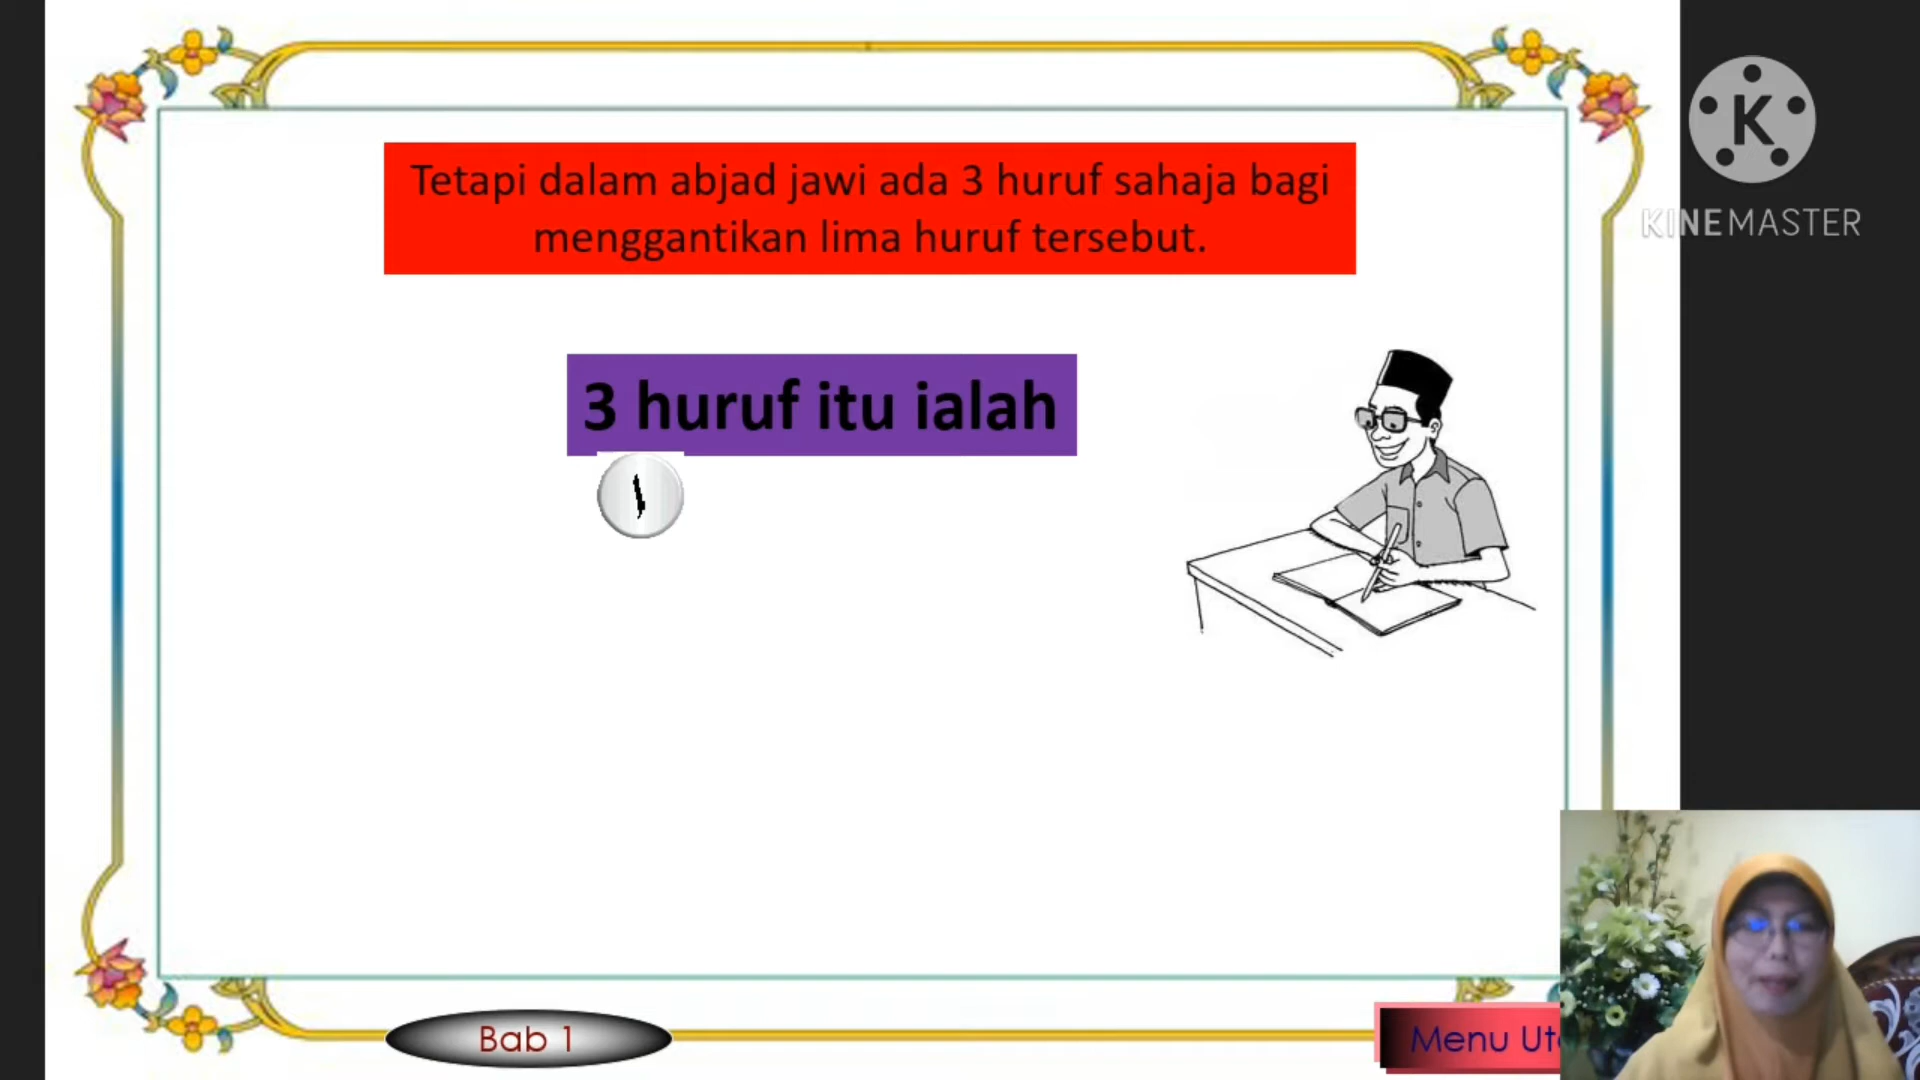 Tetapi dalam abjad jawi ada 3 huruf sahaja bagi
menggantikan lima huruf tersebut.
3 huruf itu ialah
ا
K
KINEMASTER
Bab 1
Menu